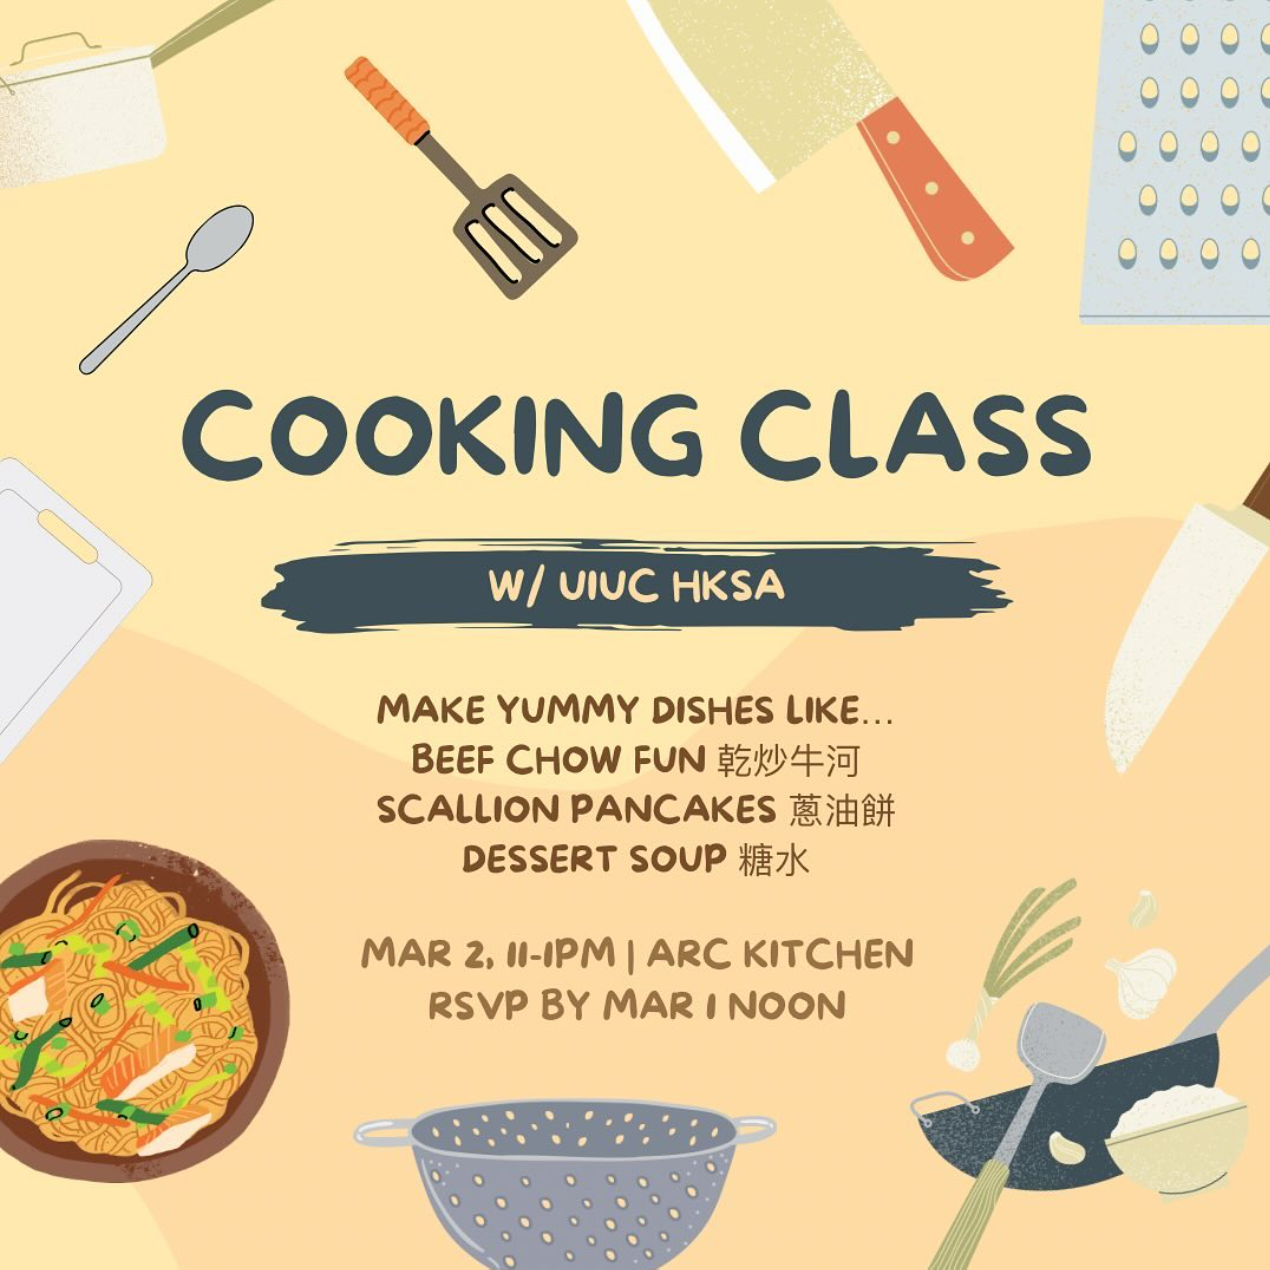 COOKING CLASS
W/ UIUC HKSA
MAKE YUMMY DISHES LIKE...
BEEF CHOW FUN 乾炒牛河
SCALLION PANCAKES 蔥油餅
DESSERT SOUP 糖水
MAR 2, 11-1PM | ARC KITCHEN
RSVP BY MAR 1 NOON